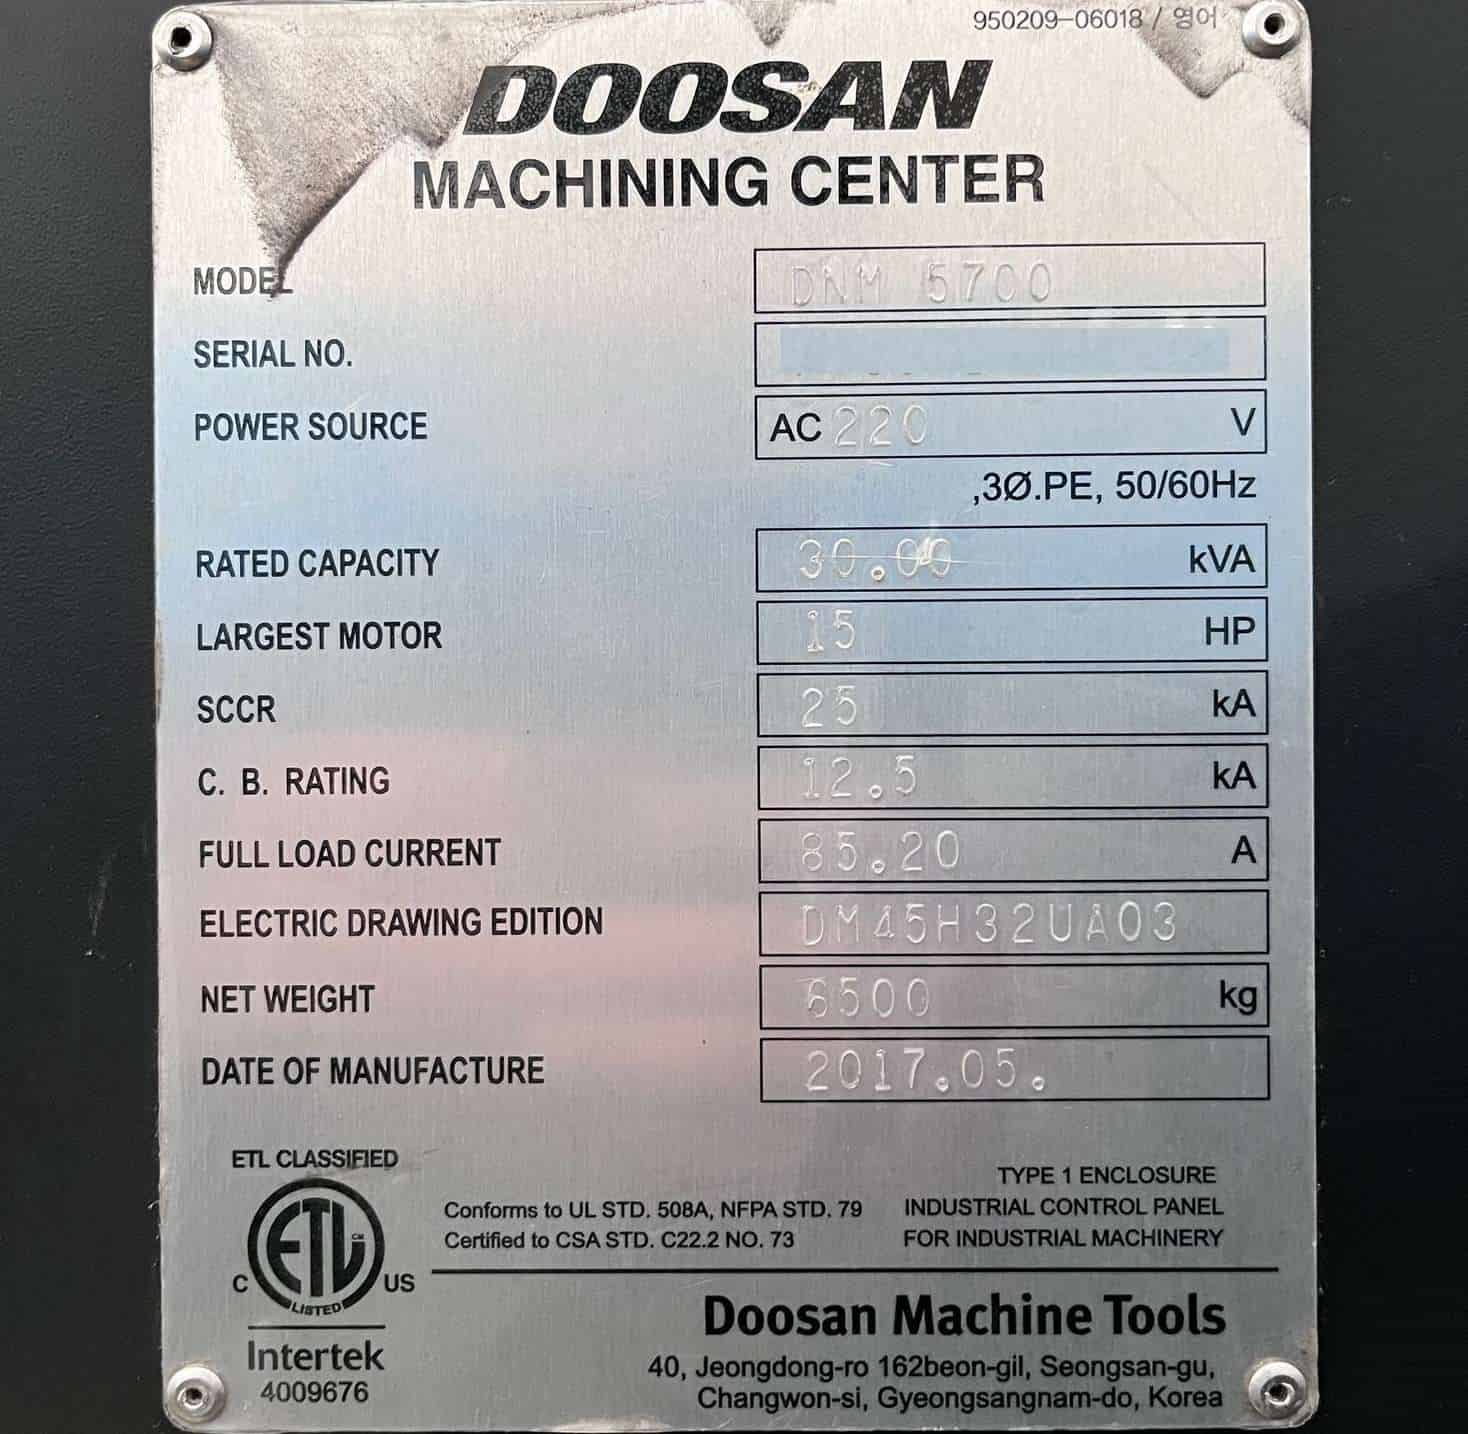 950209-06018 / 영어
DOOSAN
MACHINING CENTER
MODEL DNM 5700
SERIAL NO.
POWER SOURCE AC 220 V
,3Ø.PE, 50/60Hz
RATED CAPACITY 30.00 kVA
LARGEST MOTOR 15 HP
SCCR 25 kA
C. B. RATING 12.5 kA
FULL LOAD CURRENT 85.20 A
ELECTRIC DRAWING EDITION DM45H32UA03
NET WEIGHT 6500 kg
DATE OF MANUFACTURE 2017.05.
ETL CLASSIFIED
ETL CM
LISTED
C US
Intertek
4009676
Conforms to UL STD. 508A, NFPA STD. 79
Certified to CSA STD. C22.2 NO. 73
TYPE 1 ENCLOSURE
INDUSTRIAL CONTROL PANEL
FOR INDUSTRIAL MACHINERY
Doosan Machine Tools
40, Jeongdong-ro 162beon-gil, Seongsan-gu,
Changwon-si, Gyeongsangnam-do, Korea